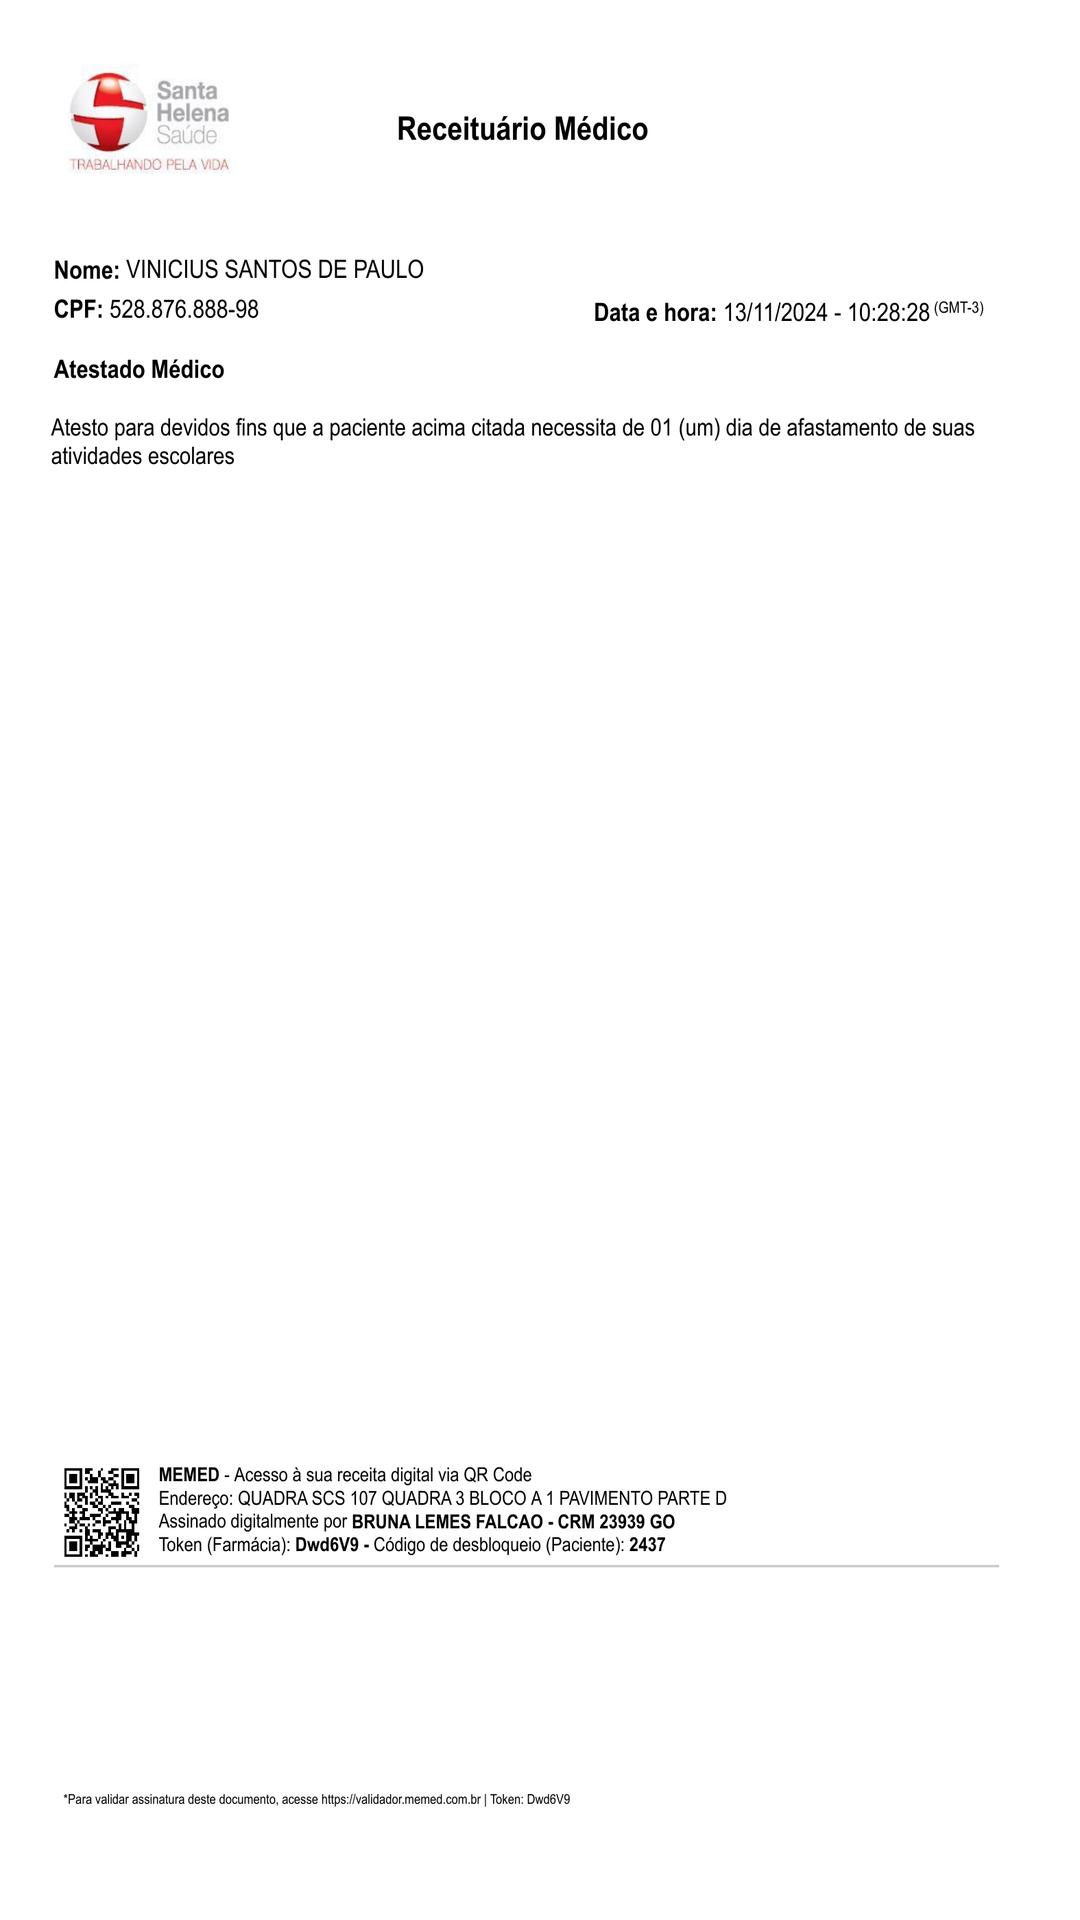 Santa
Helena
Saúde
TRABALHANDO PELA VIDA
Receituário Médico
Nome: VINICIUS SANTOS DE PAULO
CPF: 528.876.888-98
Data e hora: 13/11/2024 - 10:28:28 (GMT-3)
Atestado Médico
Atesto para devidos fins que a paciente acima citada necessita de 01 (um) dia de afastamento de suas
atividades escolares
MEMED - Acesso à sua receita digital via QR Code
Endereço: QUADRA SCS 107 QUADRA 3 BLOCO A 1 PAVIMENTO PARTE D
Assinado digitalmente por BRUNA LEMES FALCAO - CRM 23939 GO
Token (Farmácia): Dwd6V9 - Código de desbloqueio (Paciente): 2437
*Para validar assinatura deste documento, acesse https://validador.memed.com.br | Token: Dwd6V9